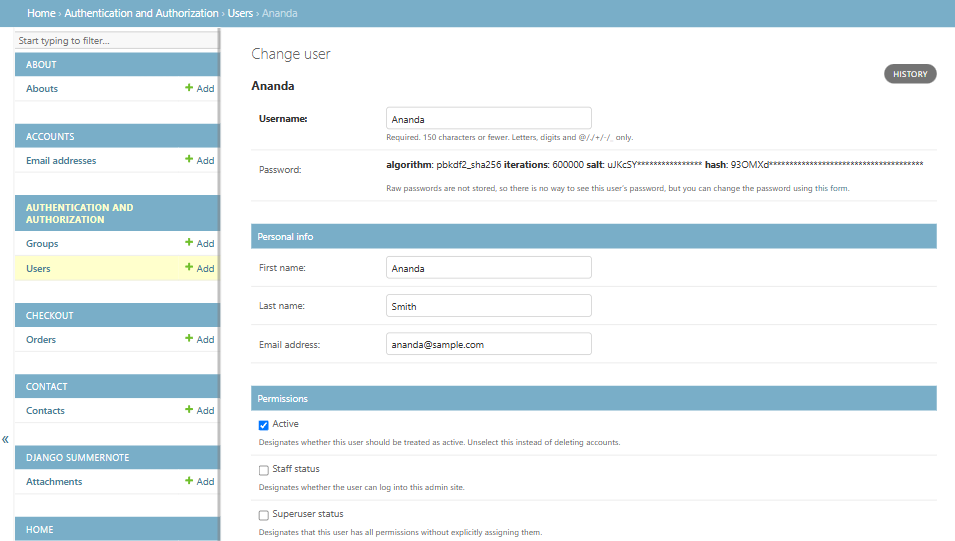 Home › Authentication and Authorization › Users › Ananda
Start typing to filter...
ABOUT
Abouts + Add
ACCOUNTS
Email addresses + Add
AUTHENTICATION AND
AUTHORIZATION
Groups + Add
Users + Add
CHECKOUT
Orders + Add
CONTACT
Contacts + Add
«
DJANGO SUMMERNOTE
Attachments + Add
HOME
Change user
HISTORY
Ananda
Username: Ananda
Required. 150 characters or fewer. Letters, digits and @/./+/-/_ only.
Password: algorithm: pbkdf2_sha256 iterations: 600000 salt: uJKcSY**************** hash: 93OMXd**************************************
Raw passwords are not stored, so there is no way to see this user's password, but you can change the password using this form.
Personal info
First name: Ananda
Last name: Smith
Email address: ananda@sample.com
Permissions
Active
Designates whether this user should be treated as active. Unselect this instead of deleting accounts.
Staff status
Designates whether the user can log into this admin site.
Superuser status
Designates that this user has all permissions without explicitly assigning them.